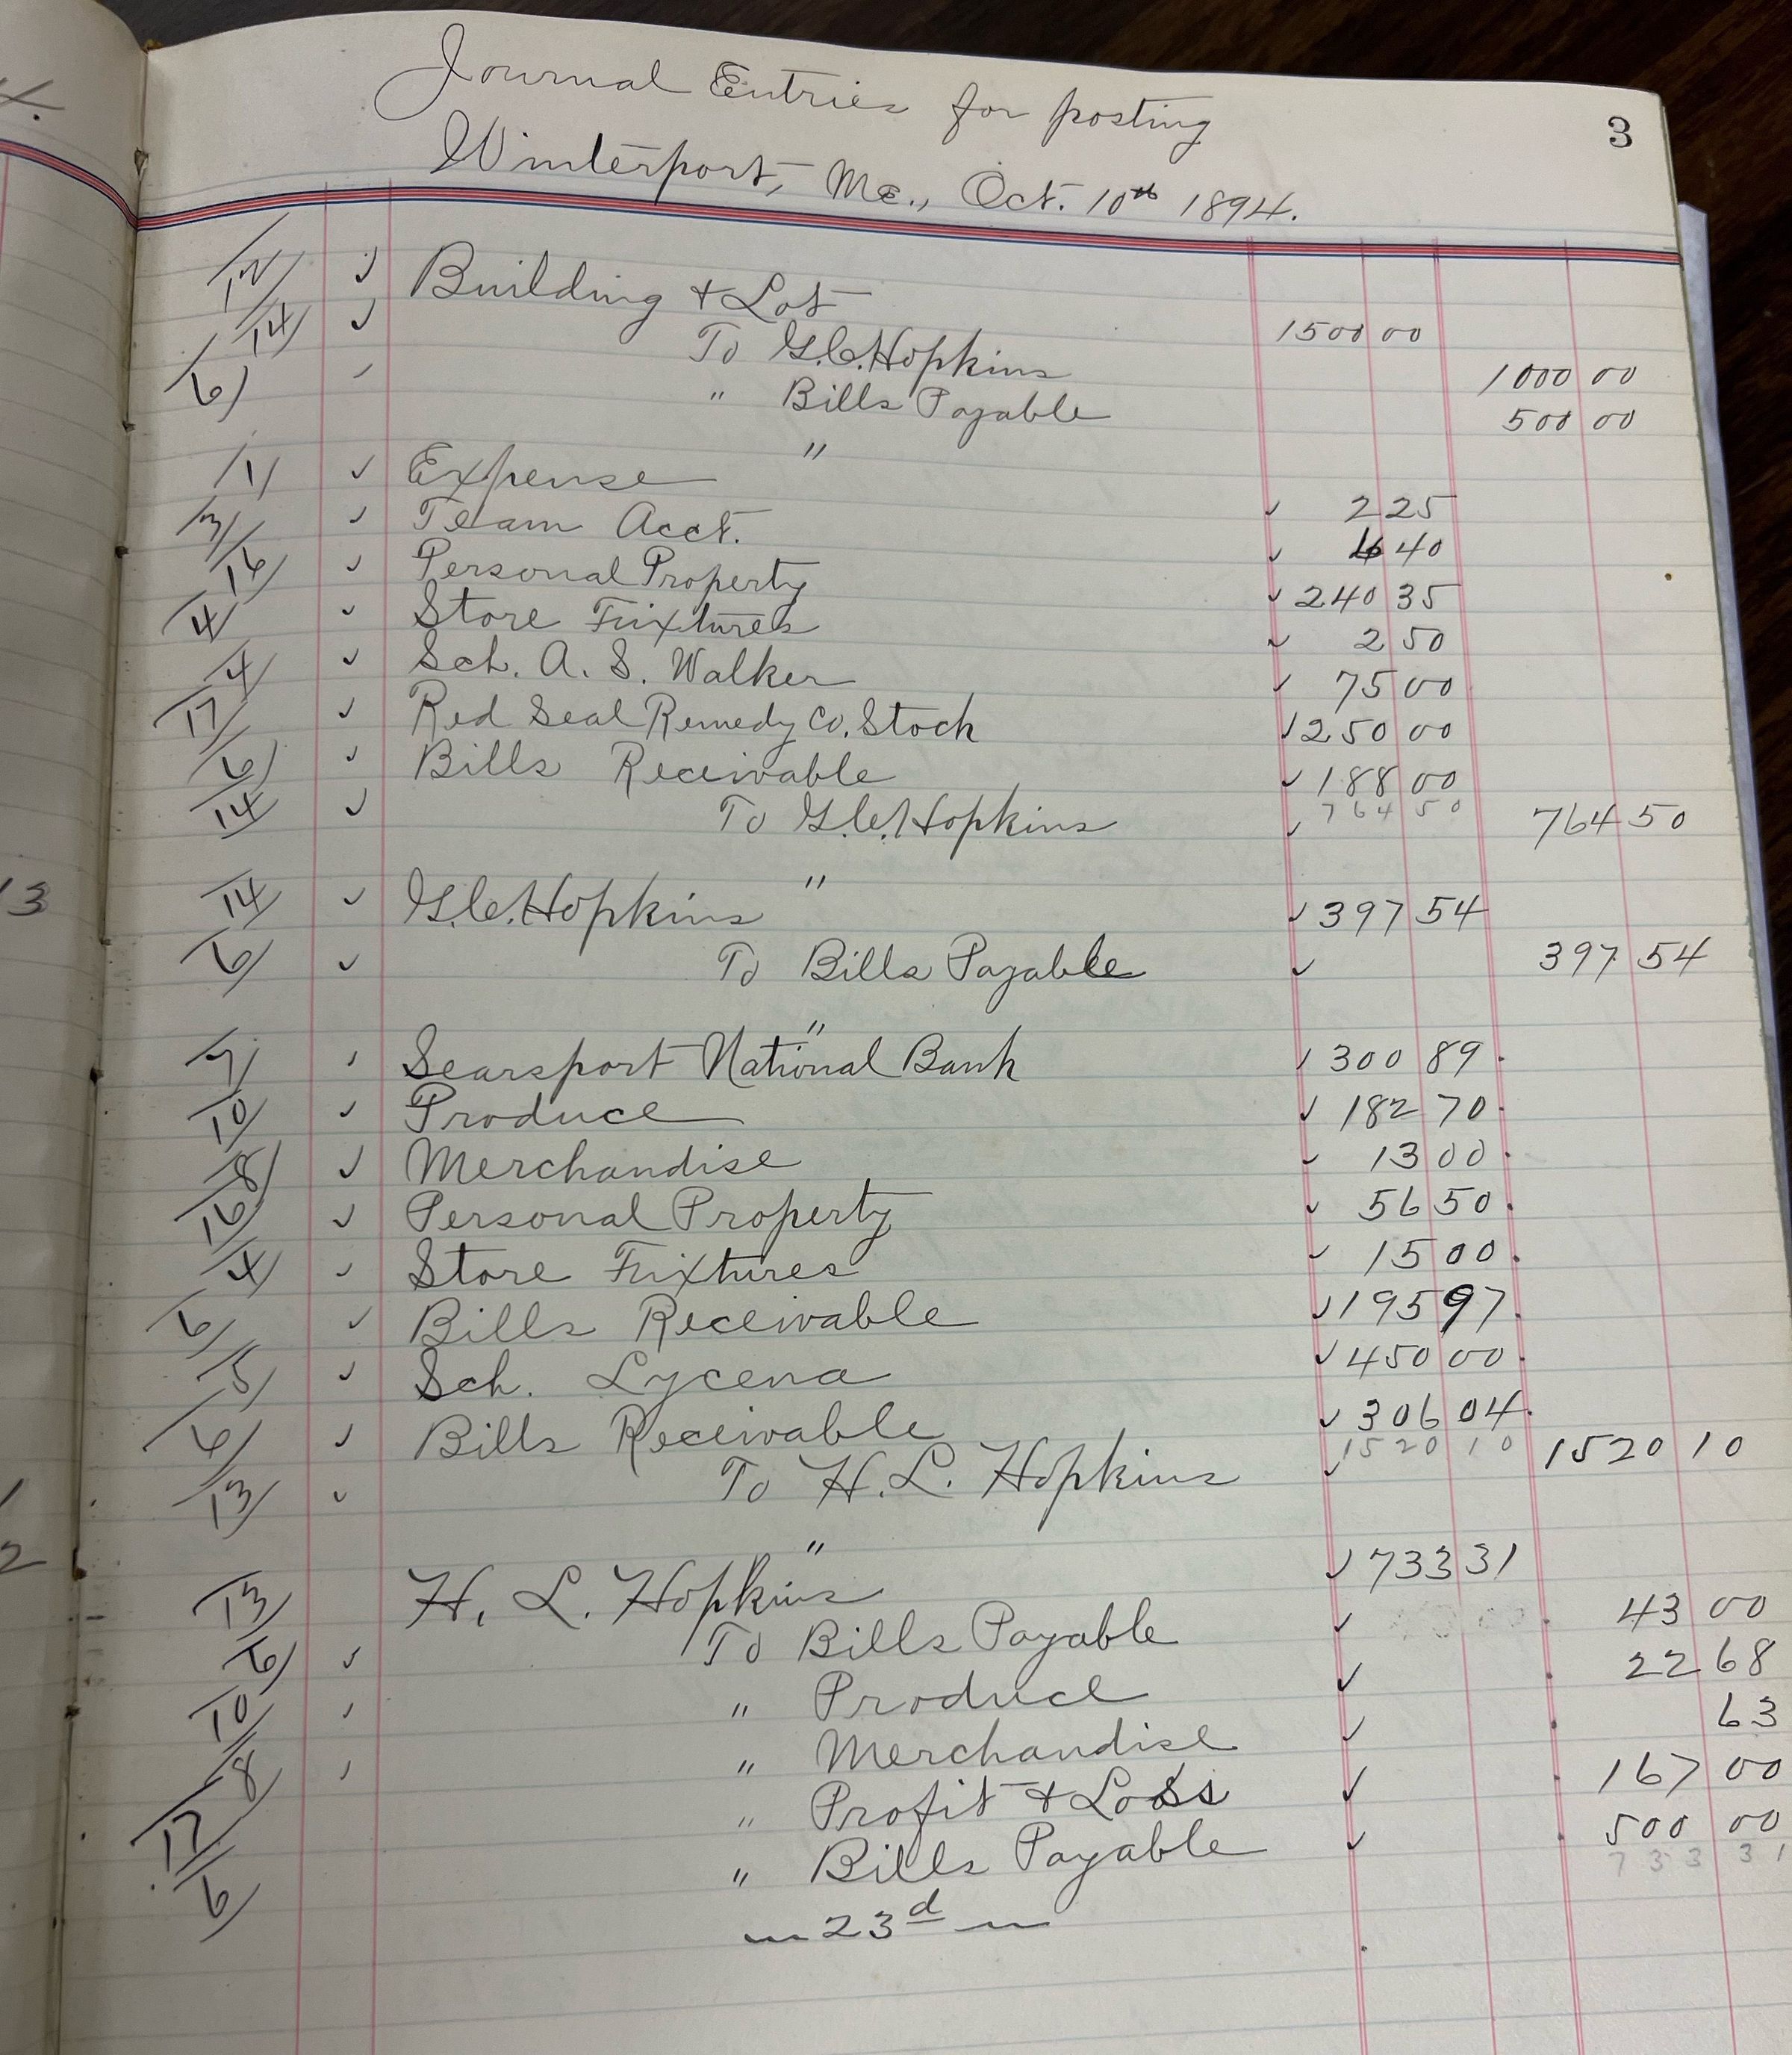 3
Journal Entries for posting
Winterport, Me., Oct. 10th 1894.
12 ✓ Building & Lot 1500 00
14 ✓ To G.C. Hopkins 1000 00
6 ✓ " Bills Payable 500 00
"
1 ✓ Expense ✓ 2 25
3 ✓ Team Acct. ✓ 6 40
16 ✓ Personal Property ✓ 240 35
4 ✓ Store Fuixtures ✓ 2 50
4 ✓ Sch. A. S. Walker ✓ 75 00
17 ✓ Red Seal Remedy Co. Stock ✓ 250 00
6 ✓ Bills Receivable ✓ 188 00
764 50
14 ✓ To G.C. Hopkins ✓ 764 50
"
14 ✓ G.C. Hopkins ✓ 397 54
6 ✓ To Bills Payable ✓ 397 54
"
7 ✓ Searsport National Bank ✓ 300 89
10 ✓ Produce ✓ 182 70
8 ✓ Merchandise ✓ 13 00
16 ✓ Personal Property ✓ 56 50
4 ✓ Store Fuixtures ✓ 15 00
6 ✓ Bills Receivable ✓ 195 97
5 ✓ Sch. Lycena ✓ 450 00
6 ✓ Bills Receivable ✓ 306 04
1520 10
13 ✓ To H. L. Hopkins ✓ 1520 10
"
13 H. L. Hopkins ✓ 733 31
6 ✓ To Bills Payable ✓ 43 00
10 ✓ " Produce ✓ 22 68
8 ✓ " Merchandise ✓ 63
17 " Profit & Loss ✓ 167 00
6 " Bills Payable ✓ 500 00
733 31
23d